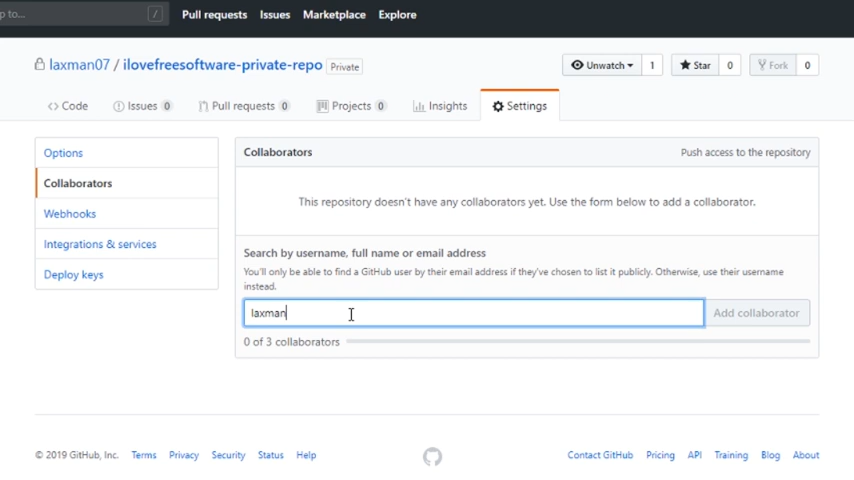 p to... /
Pull requests Issues Marketplace Explore
laxman07 / ilovefreesoftware-private-repo Private
Unwatch 1 Star 0 Fork 0
Code Issues 0 Pull requests 0 Projects 0 Insights Settings
Options
Collaborators
Webhooks
Integrations & services
Deploy keys
Collaborators Push access to the repository
This repository doesn't have any collaborators yet. Use the form below to add a collaborator.
Search by username, full name or email address
You'll only be able to find a GitHub user by their email address if they've chosen to list it publicly. Otherwise, use their username
instead.
laxman Add collaborator
0 of 3 collaborators
© 2019 GitHub, Inc. Terms Privacy Security Status Help
Contact GitHub Pricing API Training Blog About